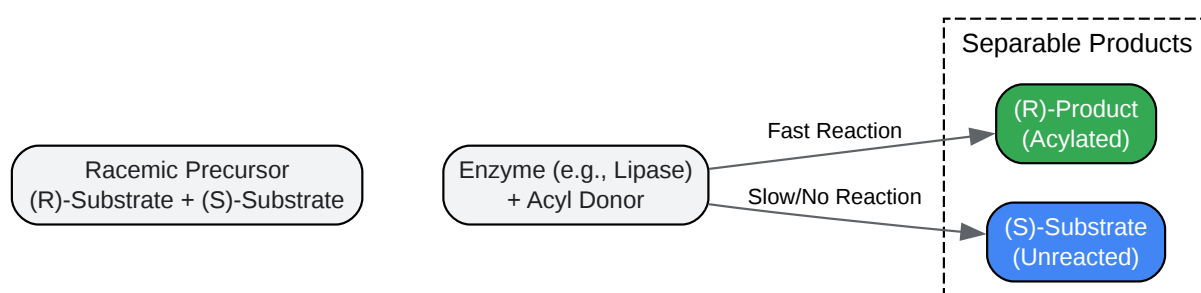 Racemic Precursor
(R)-Substrate + (S)-Substrate
Enzyme (e.g., Lipase)
+ Acyl Donor
Fast Reaction
Slow/No Reaction
Separable Products
(R)-Product
(Acylated)
(S)-Substrate
(Unreacted)